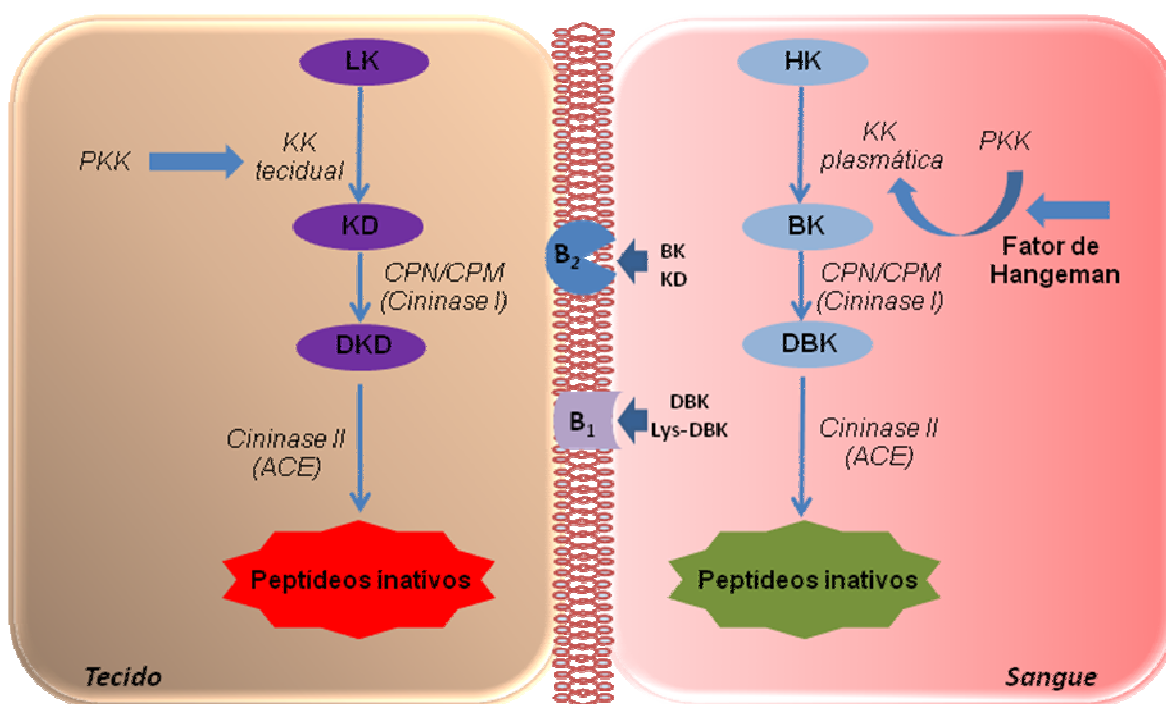 LK
PKK
KK
tecidual
KD
CPN/CPM
(Cininase I)
DKD
Cininase II
(ACE)
Peptídeos inativos
Tecido
B2
BK
KD
B1
DBK
Lys-DBK
HK
KK
plasmática
PKK
Fator de
Hangeman
BK
CPN/CPM
(Cininase I)
DBK
Cininase II
(ACE)
Peptídeos inativos
Sangue